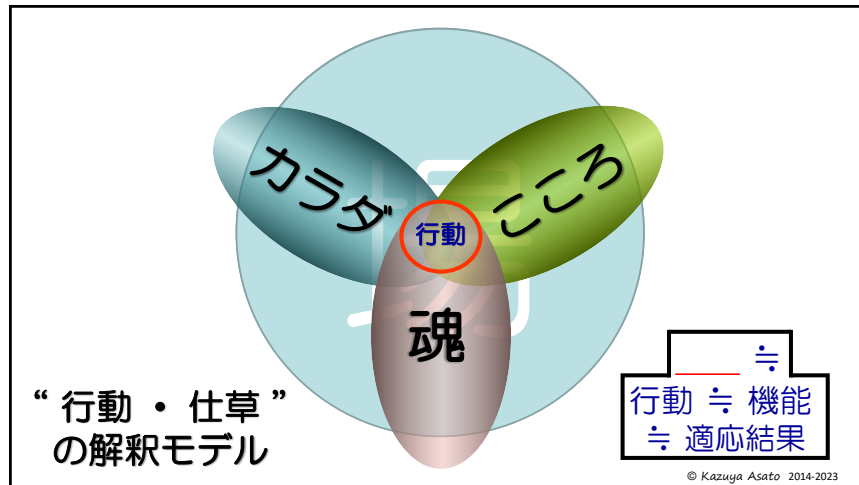 カラダ
こころ
場
行動
魂
“ 行動 ・ 仕草 ”
の解釈モデル
≒
行動 ≒ 機能
≒ 適応結果
© Kazuya Asato 2014-2023